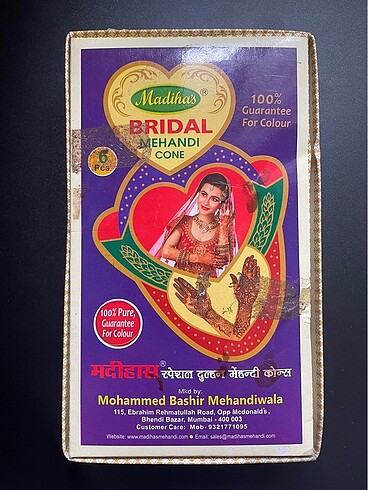 Madiha's®
BRIDAL
MEHANDI
CONE
100%
Guarantee
For Colour
6
Pcs.
100% Pure,
Guarantee
For Colour
मदीहास® स्पेशल दुल्हन मेंहन्दी कोन्स
Mkd by:
Mohammed Bashir Mehandiwala
115, Ebrahim Rehmatullah Road, Opp Mcdonald's,
Bhendi Bazar, Mumbai - 400 003
Customer Care: Mob- 9321771095
Website: www.madihasmehandi.com ● Email: sales@madihasmehandi.com